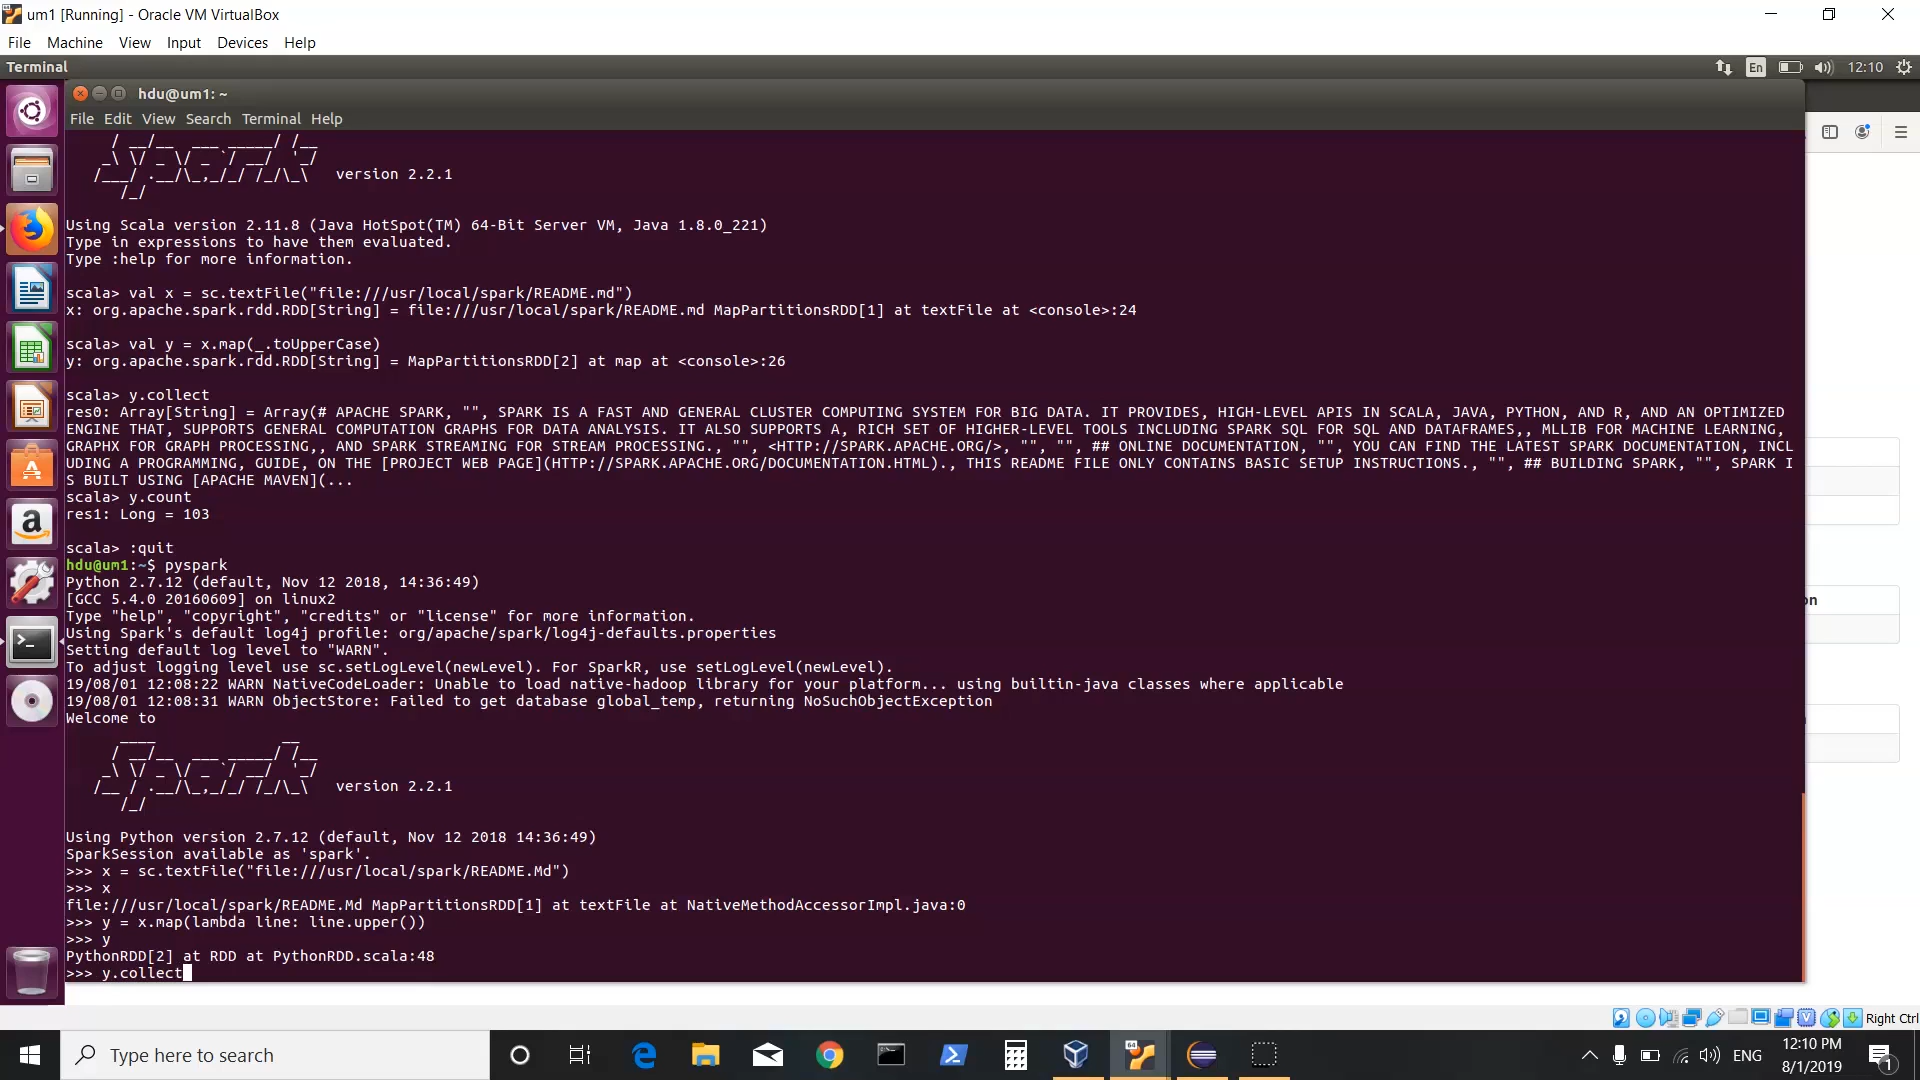 um1 [Running] - Oracle VM VirtualBox
File Machine View Input Devices Help
Terminal
En 12:10
hdu@um1: ~
File Edit View Search Terminal Help
version 2.2.1
Using Scala version 2.11.8 (Java HotSpot(TM) 64-Bit Server VM, Java 1.8.0_221)
Type in expressions to have them evaluated.
Type :help for more information.
scala> val x = sc.textFile("file:///usr/local/spark/README.md")
x: org.apache.spark.rdd.RDD[String] = file:///usr/local/spark/README.md MapPartitionsRDD[1] at textFile at <console>:24
scala> val y = x.map(_.toUpperCase)
y: org.apache.spark.rdd.RDD[String] = MapPartitionsRDD[2] at map at <console>:26
scala> y.collect
res0: Array[String] = Array(# APACHE SPARK, "", SPARK IS A FAST AND GENERAL CLUSTER COMPUTING SYSTEM FOR BIG DATA. IT PROVIDES, HIGH-LEVEL APIS IN SCALA, JAVA, PYTHON, AND R, AND AN OPTIMIZED
ENGINE THAT, SUPPORTS GENERAL COMPUTATION GRAPHS FOR DATA ANALYSIS. IT ALSO SUPPORTS A, RICH SET OF HIGHER-LEVEL TOOLS INCLUDING SPARK SQL FOR SQL AND DATAFRAMES,, MLLIB FOR MACHINE LEARNING,
GRAPHX FOR GRAPH PROCESSING,, AND SPARK STREAMING FOR STREAM PROCESSING., "", <HTTP://SPARK.APACHE.ORG/>, "", "", ## ONLINE DOCUMENTATION, "", YOU CAN FIND THE LATEST SPARK DOCUMENTATION, INCL
UDING A PROGRAMMING, GUIDE, ON THE [PROJECT WEB PAGE](HTTP://SPARK.APACHE.ORG/DOCUMENTATION.HTML)., THIS README FILE ONLY CONTAINS BASIC SETUP INSTRUCTIONS., "", ## BUILDING SPARK, "", SPARK I
S BUILT USING [APACHE MAVEN](...
scala> y.count
res1: Long = 103
scala> :quit
hdu@um1:~$ pyspark
Python 2.7.12 (default, Nov 12 2018, 14:36:49)
[GCC 5.4.0 20160609] on linux2
Type "help", "copyright", "credits" or "license" for more information.
Using Spark's default log4j profile: org/apache/spark/log4j-defaults.properties
Setting default log level to "WARN".
To adjust logging level use sc.setLogLevel(newLevel). For SparkR, use setLogLevel(newLevel).
19/08/01 12:08:22 WARN NativeCodeLoader: Unable to load native-hadoop library for your platform... using builtin-java classes where applicable
19/08/01 12:08:31 WARN ObjectStore: Failed to get database global_temp, returning NoSuchObjectException
Welcome to
version 2.2.1
Using Python version 2.7.12 (default, Nov 12 2018 14:36:49)
SparkSession available as 'spark'.
>>> x = sc.textFile("file:///usr/local/spark/README.Md")
>>> x
file:///usr/local/spark/README.Md MapPartitionsRDD[1] at textFile at NativeMethodAccessorImpl.java:0
>>> y = x.map(lambda line: line.upper())
>>> y
PythonRDD[2] at RDD at PythonRDD.scala:48
>>> y.collect
on
Right Ctrl
Type here to search
ENG
12:10 PM
8/1/2019
1